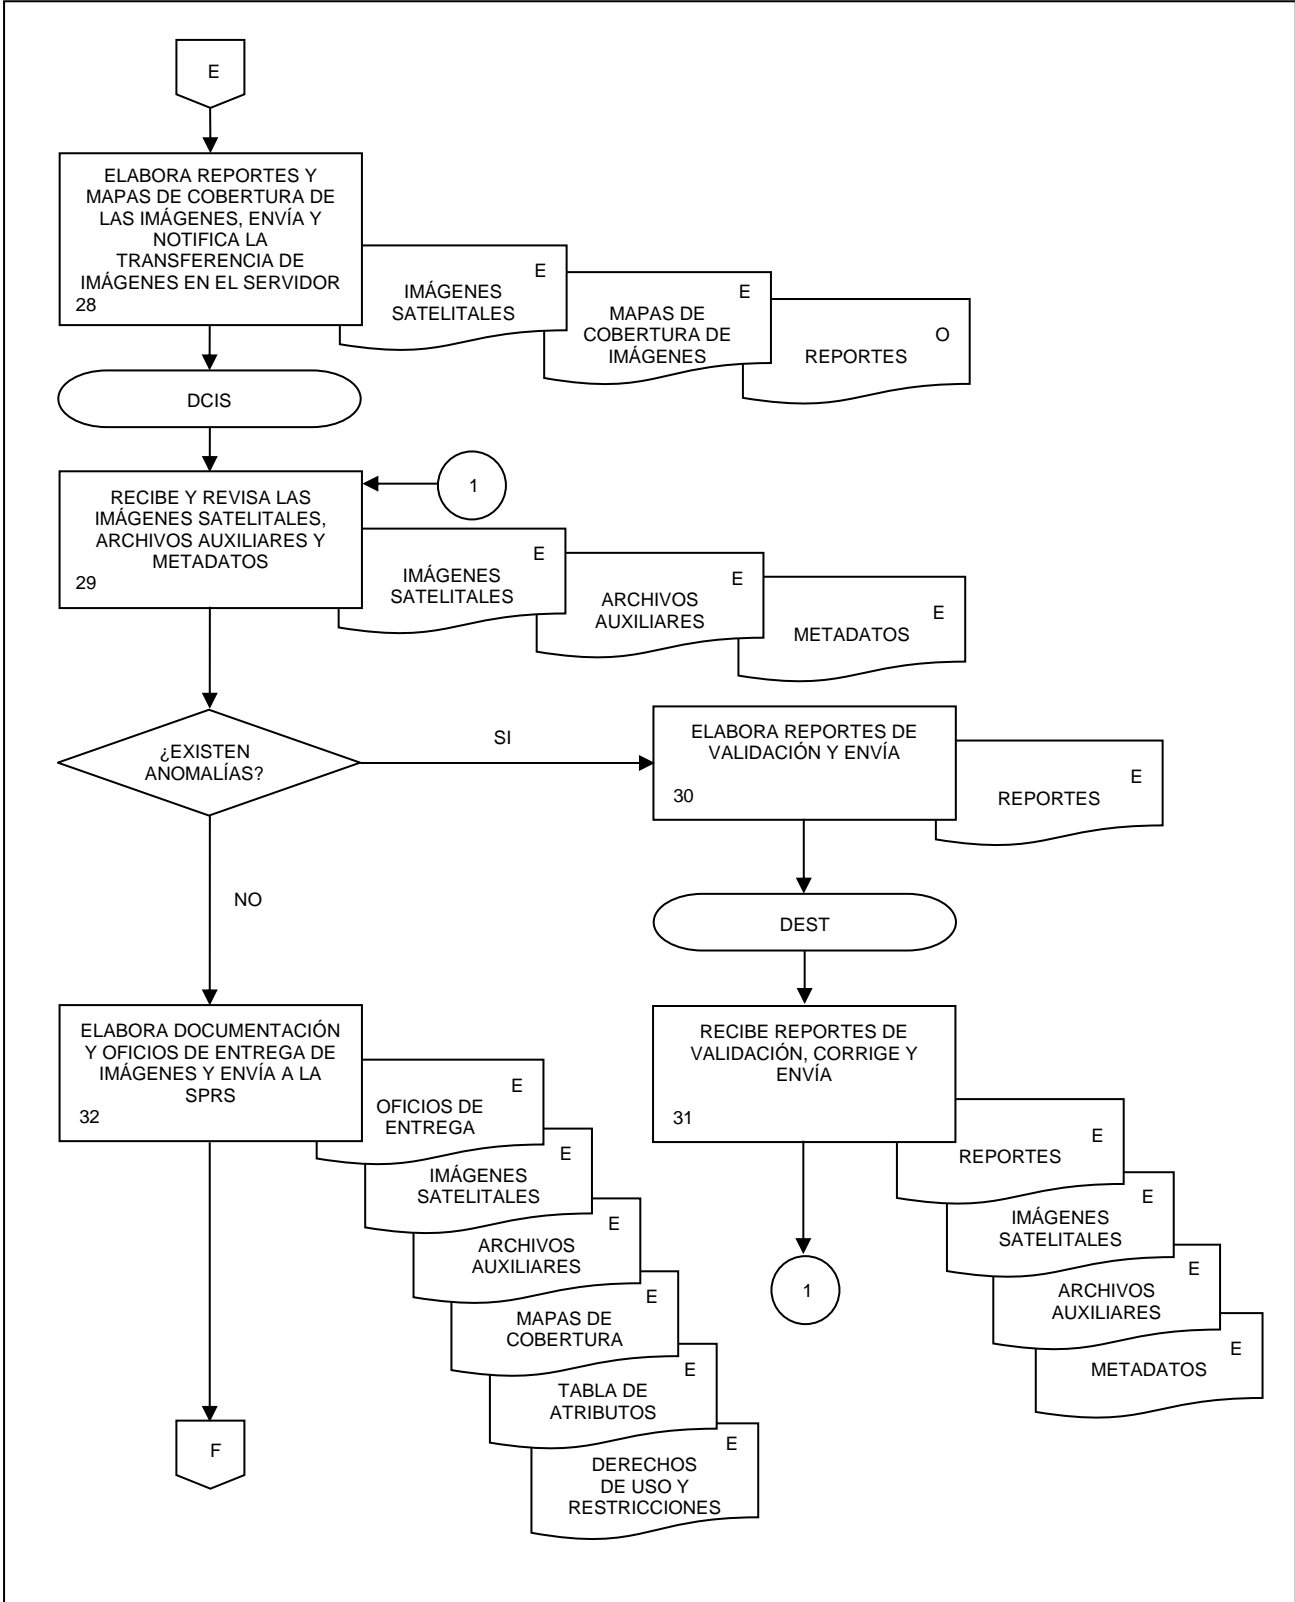 E
ELABORA REPORTES Y
MAPAS DE COBERTURA DE
LAS IMÁGENES, ENVÍA Y
NOTIFICA LA
TRANSFERENCIA DE
IMÁGENES EN EL SERVIDOR
28
E
IMÁGENES
SATELITALES
E
MAPAS DE
COBERTURA DE
IMÁGENES
O
REPORTES
DCIS
1
RECIBE Y REVISA LAS
IMÁGENES SATELITALES,
ARCHIVOS AUXILIARES Y
METADATOS
29
E
IMÁGENES
SATELITALES
E
ARCHIVOS
AUXILIARES
E
METADATOS
¿EXISTEN
ANOMALÍAS?
SI
ELABORA REPORTES DE
VALIDACIÓN Y ENVÍA
30
E
REPORTES
NO
DEST
RECIBE REPORTES DE
VALIDACIÓN, CORRIGE Y
ENVÍA
31
E
REPORTES
E
IMÁGENES
SATELITALES
E
ARCHIVOS
AUXILIARES
E
METADATOS
1
ELABORA DOCUMENTACIÓN
Y OFICIOS DE ENTREGA DE
IMÁGENES Y ENVÍA A LA
SPRS
32
E
OFICIOS DE
ENTREGA
E
IMÁGENES
SATELITALES
E
ARCHIVOS
AUXILIARES
E
MAPAS DE
COBERTURA
E
TABLA DE
ATRIBUTOS
E
DERECHOS
DE USO Y
RESTRICCIONES
F